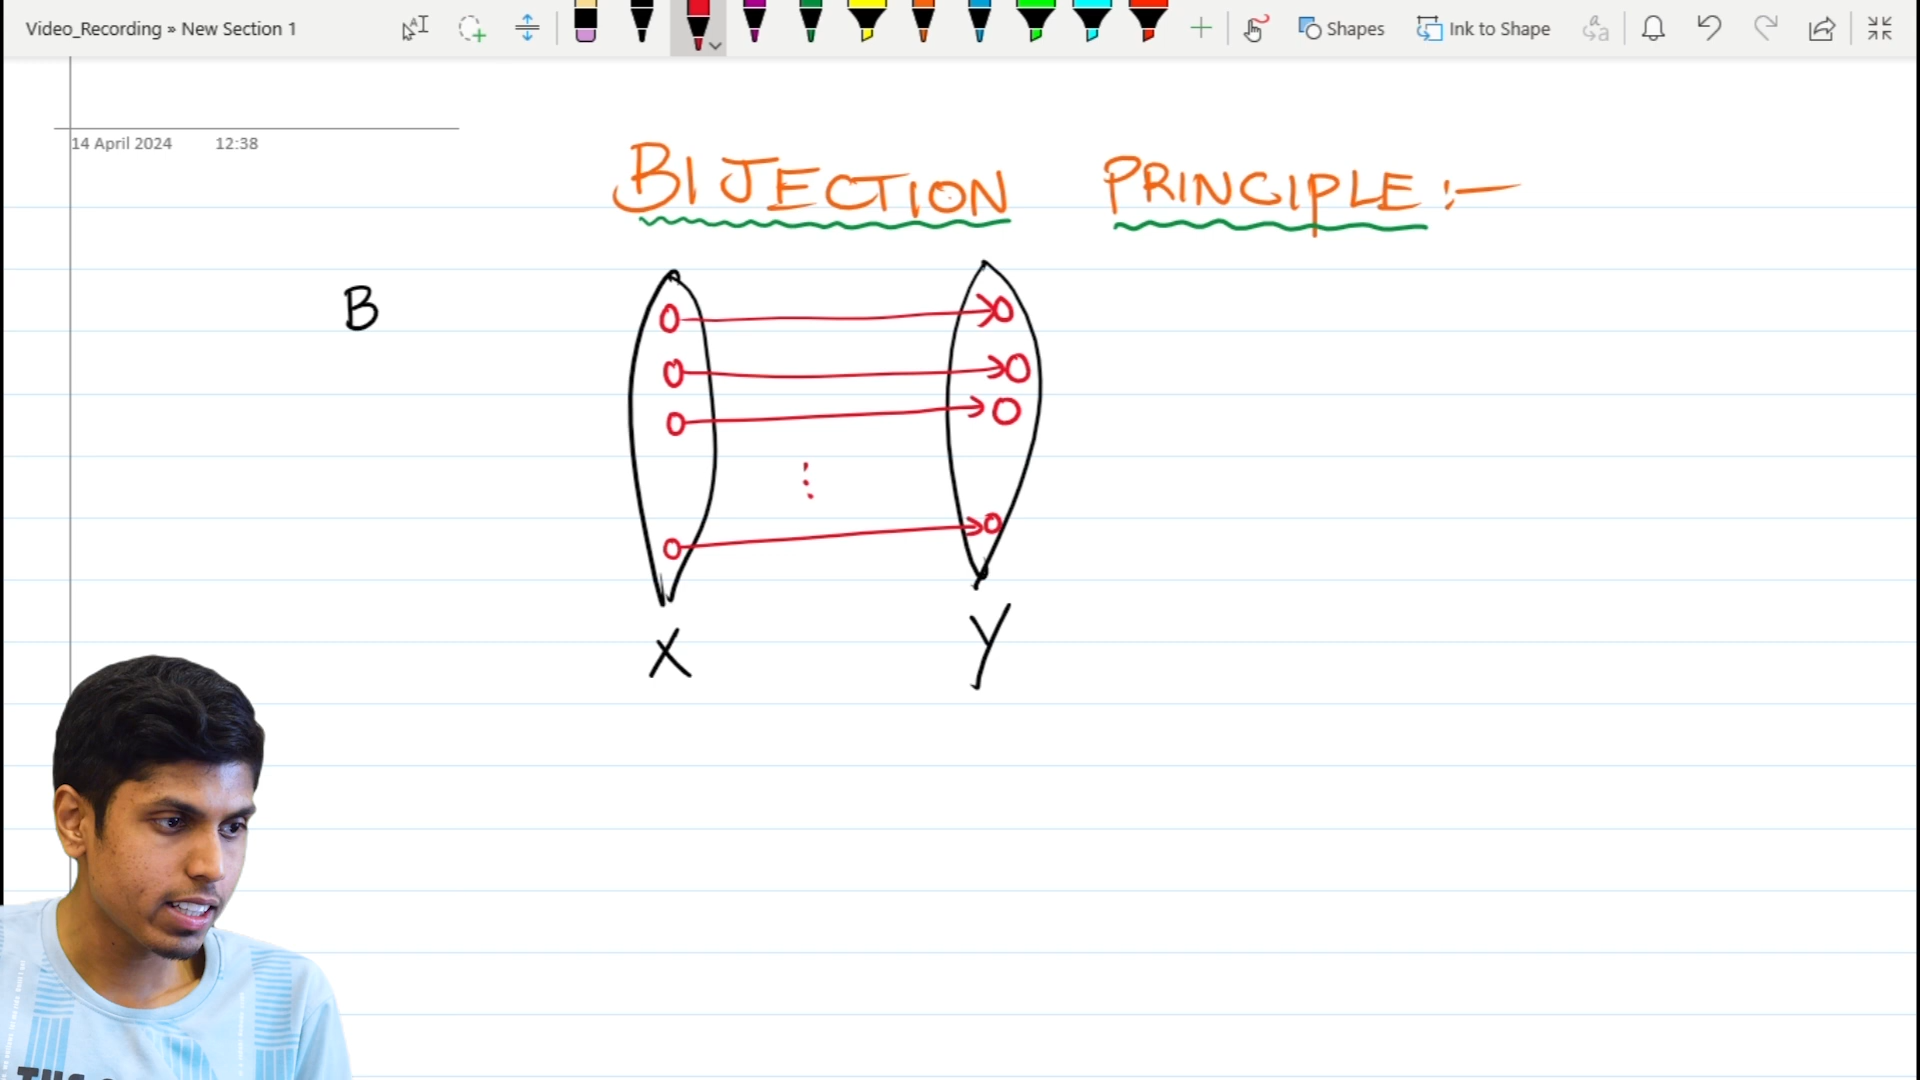 Video_Recording » New Section 1
Shapes
Ink to Shape
14 April 2024 12:38
BIJECTION PRINCIPLE :-
B
X Y